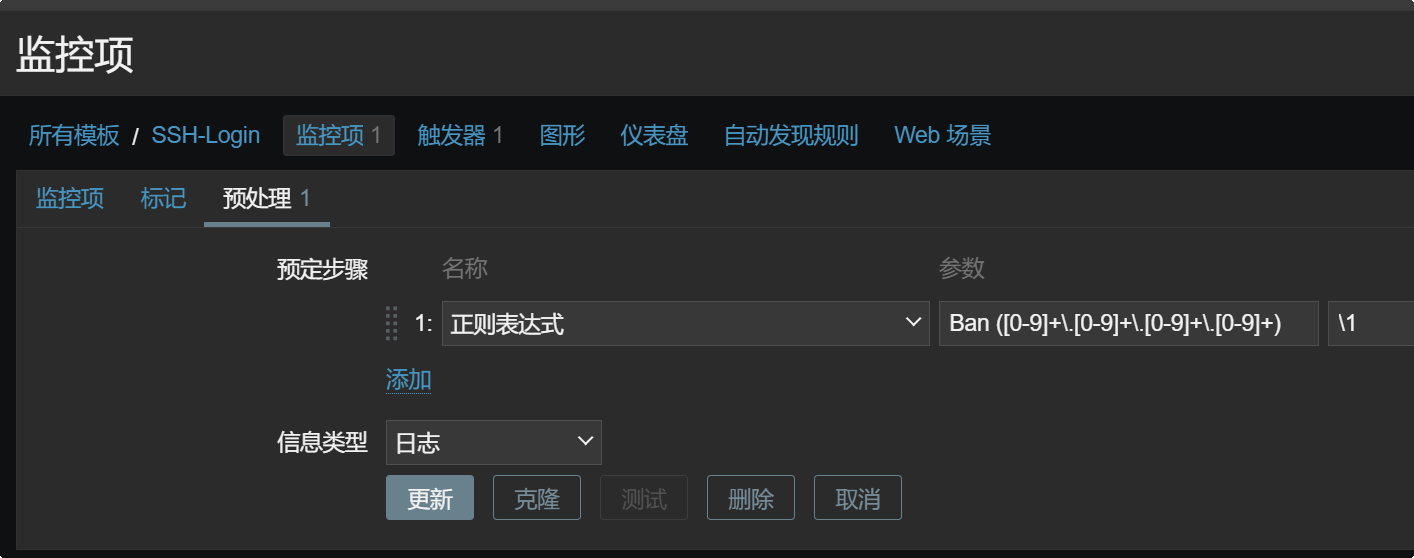 监控项
所有模板 / SSH-Login 监控项 1 触发器 1 图形 仪表盘 自动发现规则 Web 场景
监控项 标记 预处理 1
预定步骤 名称 参数
1: 正则表达式 Ban ([0-9]+\.[0-9]+\.[0-9]+\.[0-9]+) \1
添加
信息类型 日志
更新 克隆 测试 删除 取消